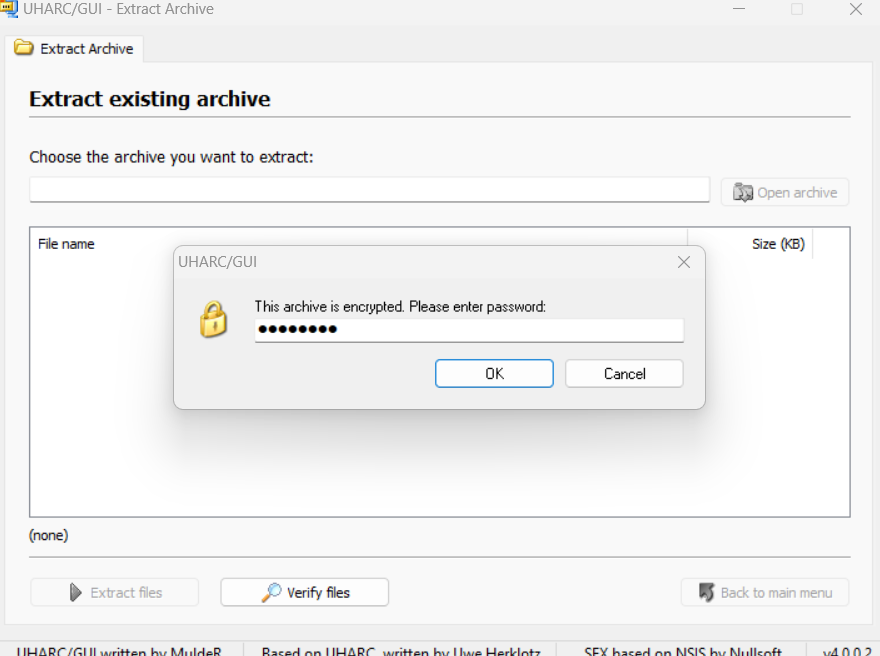 UHARC/GUI - Extract Archive
Extract Archive
Extract existing archive
Choose the archive you want to extract:
Open archive
File name
Size (KB)
UHARC/GUI
This archive is encrypted. Please enter password:
●●●●●●●●
OK
Cancel
(none)
Extract files
Verify files
Back to main menu
UHARC/GUI written by MuldeR
Based on UHARC, written by Uwe Herklotz
SFX based on NSIS by Nullsoft
v4.0.0.2